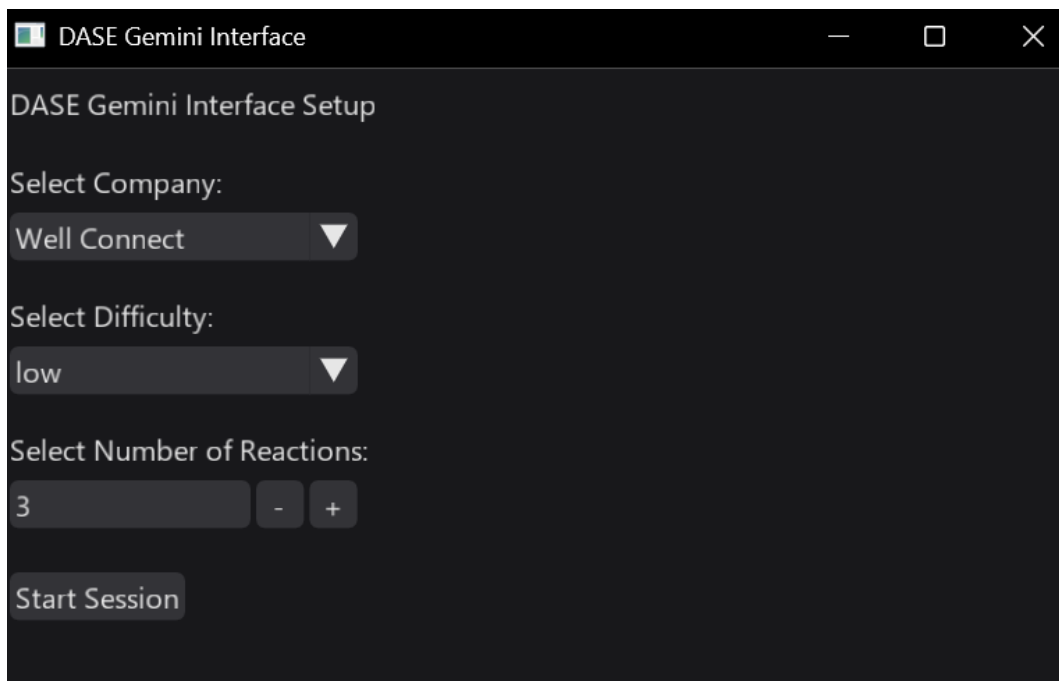 DASE Gemini Interface
DASE Gemini Interface Setup
Select Company:
Well Connect
Select Difficulty:
low
Select Number of Reactions:
3 - +
Start Session